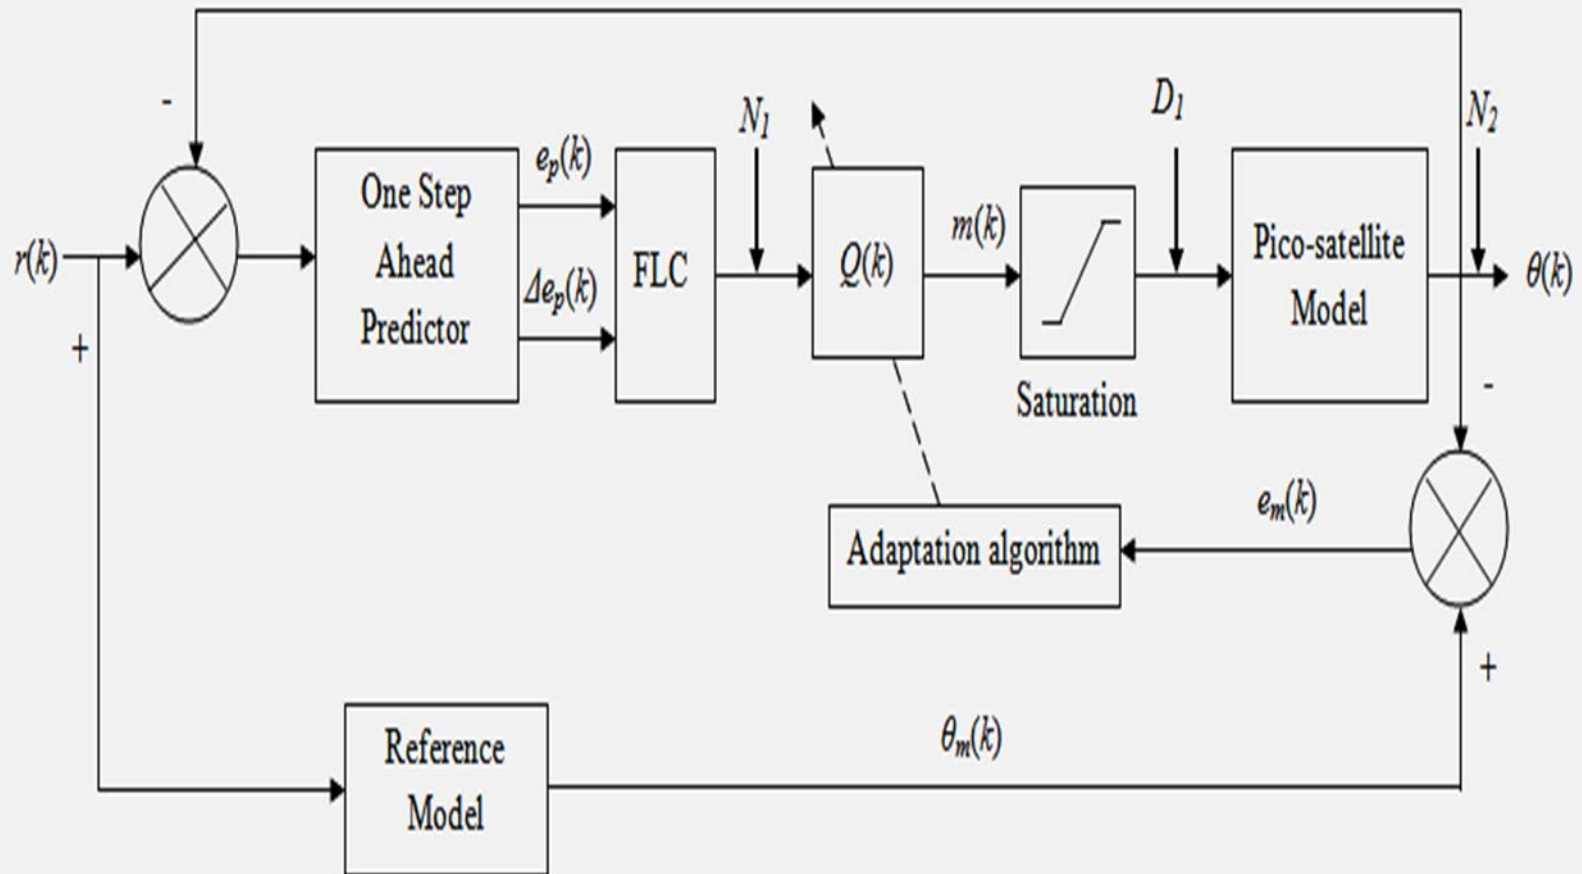 -
D₁
N₁
N₂
eₚ(k)
One Step
Ahead
Predictor
m(k)
r(k)
FLC
Q(k)
Pico-satellite
Model
θ(k)
Δeₚ(k)
+
Saturation
-
eₘ(k)
Adaptation algorithm
+
θₘ(k)
Reference
Model